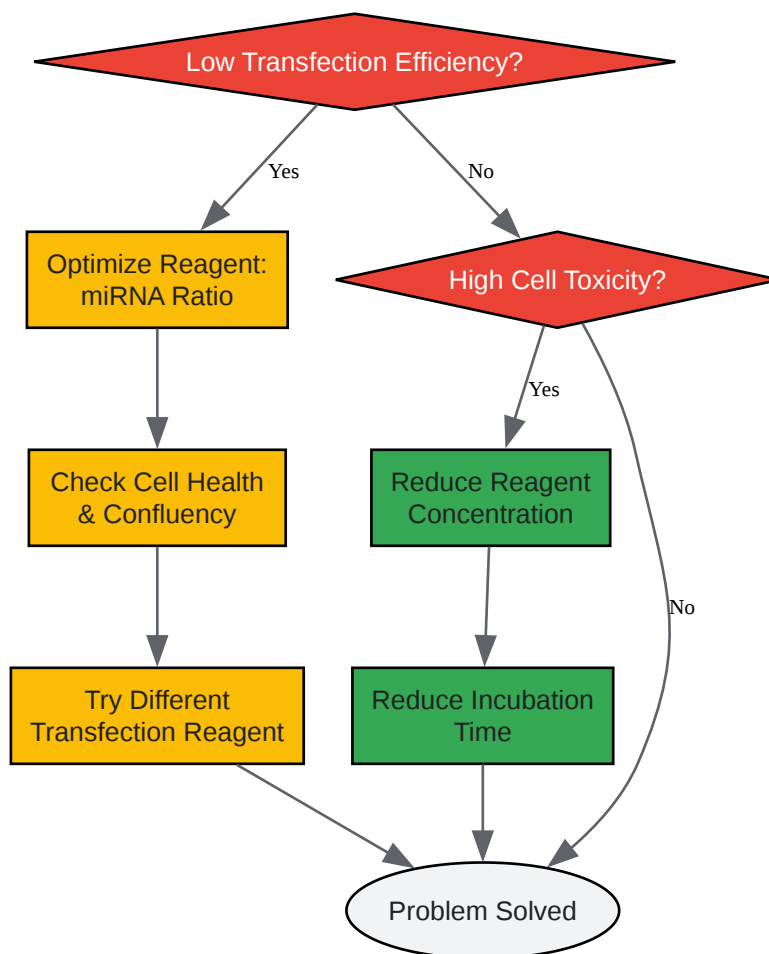 Low Transfection Efficiency?
Yes
No
Optimize Reagent:
miRNA Ratio
High Cell Toxicity?
Yes
Check Cell Health
& Confluency
Reduce Reagent
Concentration
No
Try Different
Transfection Reagent
Reduce Incubation
Time
Problem Solved